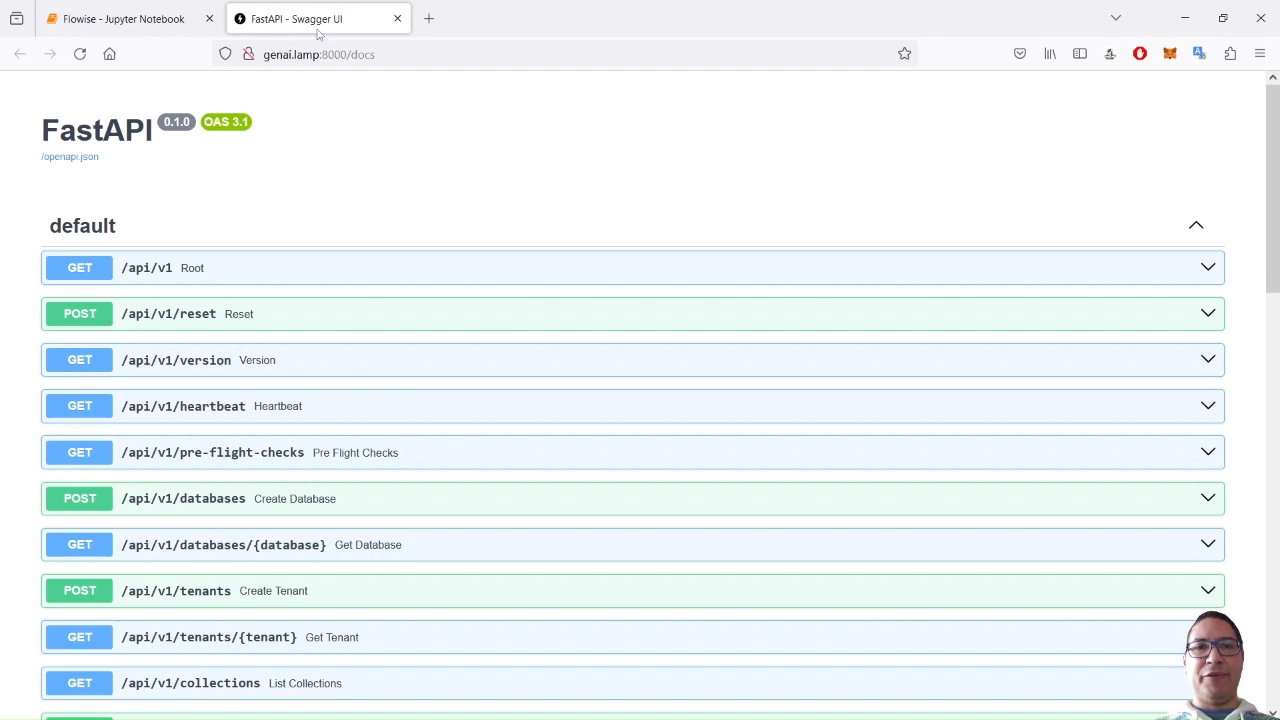 Flowise - Jupyter Notebook
FastAPI - Swagger UI
genai.lamp:8000/docs
FastAPI 0.1.0 OAS 3.1
/openapi.json
default
GET /api/v1 Root
POST /api/v1/reset Reset
GET /api/v1/version Version
GET /api/v1/heartbeat Heartbeat
GET /api/v1/pre-flight-checks Pre Flight Checks
POST /api/v1/databases Create Database
GET /api/v1/databases/{database} Get Database
POST /api/v1/tenants Create Tenant
GET /api/v1/tenants/{tenant} Get Tenant
GET /api/v1/collections List Collections